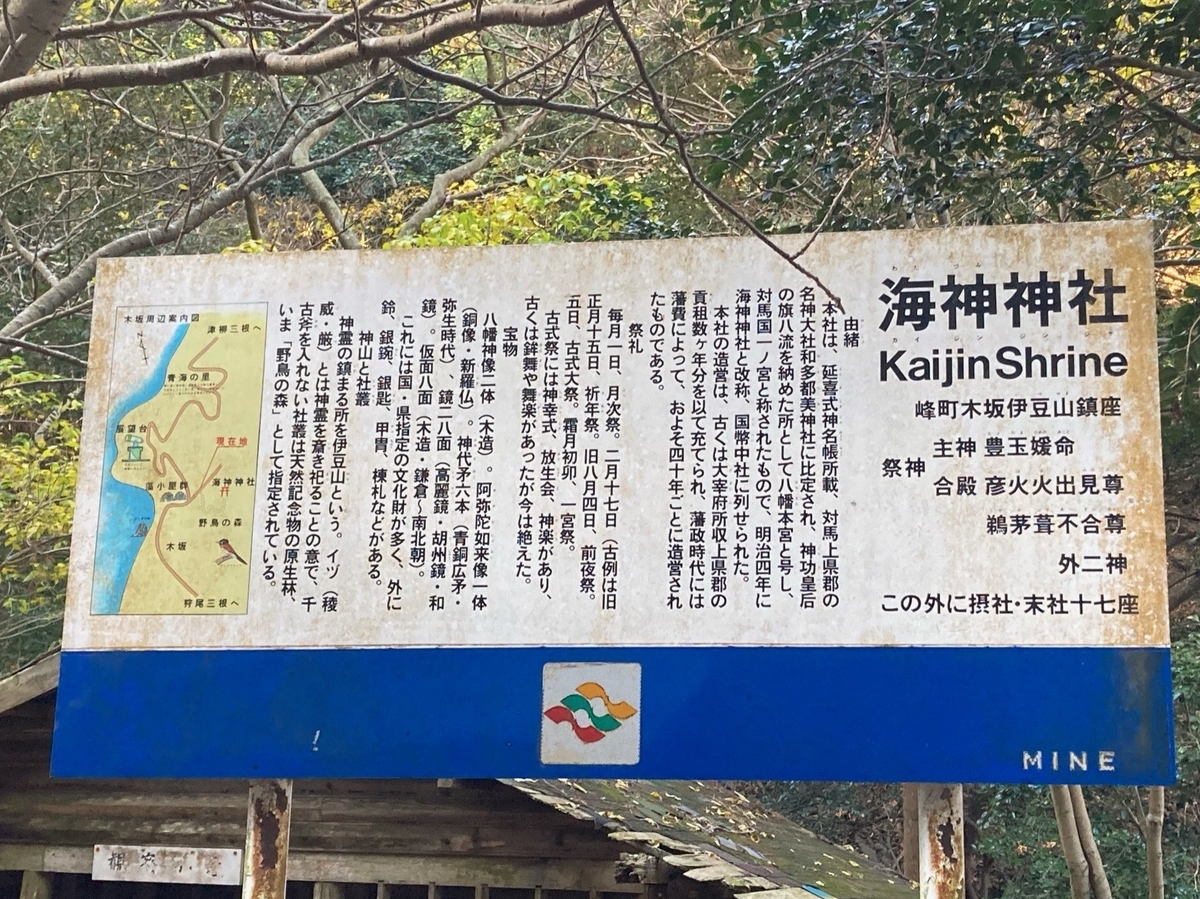 海神神社
Kaijin Shrine
峰町木坂伊豆山鎮座
祭神
主神 豊玉媛命
合殿 彦火火出見尊
鵜茅葺不合尊
外二神
この外に摂社・末社十七座
由緒
本社は、延喜式神名帳所載、対馬上県郡の
名神大社和多都美神社に比定され、神功皇后
の旗八流を納めた所として八幡本宮と号し、
対馬国一ノ宮と称されたもので、明治四年に
海神神社と改称、国幣中社に列せられた。
本社の造営は、古くは大宰府所収上県郡の
貢租数ヶ年分を以て充てられ、藩政時代には
藩費によって、およそ四十年ごとに造営され
たものである。
祭礼
毎月一日、月次祭。二月十七日（古例は旧
正月十五日、祈年祭。旧八月四日、前夜祭。
五日、古式大祭。霜月初卯、一宮祭。
古式祭には神幸式、放生会、神楽があり、
古くは鉾舞や舞楽があったが今は絶えた。
宝物
八幡神像二体（木造）。阿弥陀如来像一体
（銅像・新羅仏）。神代矛六本（青銅広矛・
弥生時代）、鏡二八面（高麗鏡・胡州鏡・和
鏡）。仮面八面（木造・鎌倉～南北朝）。
これには国・県指定の文化財が多く、外に
鈴、銀鋺、銀匙、甲冑、棟札などがある。
神山と社叢
神霊の鎮まる所を伊豆山という。イヅ（稜
威・厳）とは神霊を斎き祀ることの意で、千
古斧を入れない社叢は天然記念物の原生林、
いま「野鳥の森」として指定されている。
木坂周辺案内図
津柳三根へ
青海の里
展望台
現在地
藻小屋群
海神神社
野鳥の森
木坂
狩尾三根へ
MINE